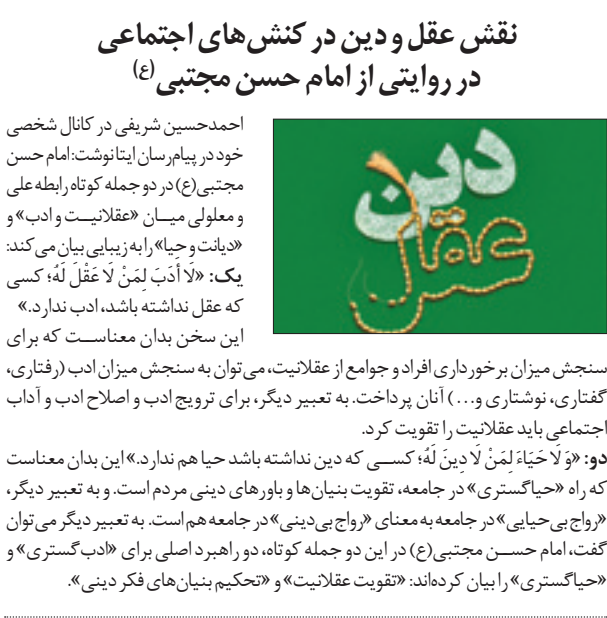 نقش عقل و دین در کنش‌های اجتماعی
در روایتی از امام حسن مجتبی(ع)
دین
عقل
احمدحسین شریفی در کانال شخصی
خود در پیام‌رسان ایتا نوشت: امام حسن
مجتبی(ع) در دو جمله کوتاه رابطه علی
و معلولی میان «عقلانیت و ادب» و
«دیانت و حیا» را به زیبایی بیان می‌کند:
یک: «لَا أَدَبَ لِمَنْ لَا عَقْلَ لَهُ؛ کسی
که عقل نداشته باشد، ادب ندارد.»
این سخن بدان معناست که برای
سنجش میزان برخورداری افراد و جوامع از عقلانیت، می‌توان به سنجش میزان ادب (رفتاری،
گفتاری، نوشتاری و...) آنان پرداخت. به تعبیر دیگر، برای ترویج ادب و اصلاح ادب و آداب
اجتماعی باید عقلانیت را تقویت کرد.
دو: «وَ لَا حَيَاءَ لِمَنْ لَا دِينَ لَهُ؛ کسی که دین نداشته باشد حیا هم ندارد.» این بدان معناست
که راه «حیاگستری» در جامعه، تقویت بنیان‌ها و باورهای دینی مردم است. و به تعبیر دیگر،
«رواج بی‌حیایی» در جامعه به معنای «رواج بی‌دینی» در جامعه هم است. به تعبیر دیگر می‌توان
گفت، امام حسن مجتبی(ع) در این دو جمله کوتاه، دو راهبرد اصلی برای «ادب‌گستری» و
«حیاگستری» را بیان کرده‌اند: «تقویت عقلانیت» و «تحکیم بنیان‌های فکر دینی».